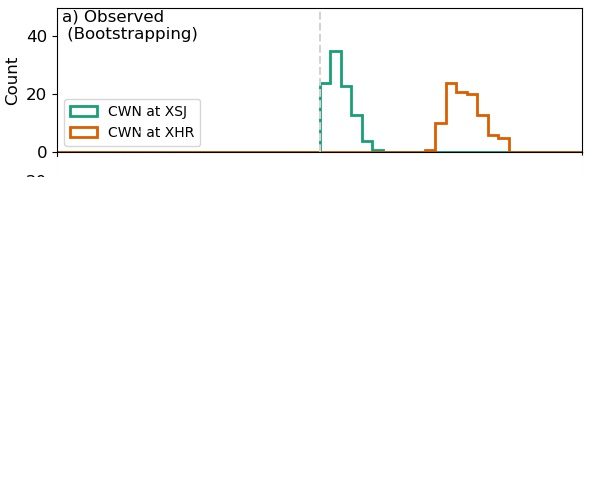 a) Observed
(Bootstrapping)
40
20
0
Count
CWN at XSJ
CWN at XHR